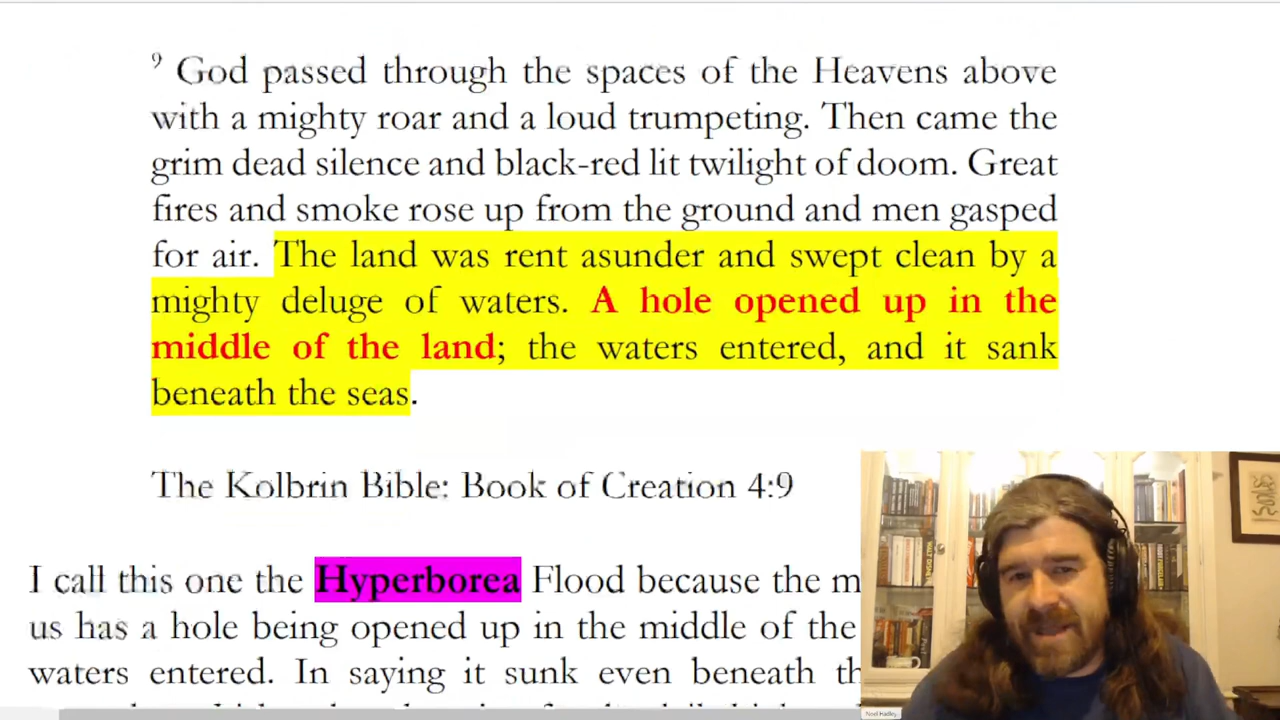 ⁹ God passed through the spaces of the Heavens above
with a mighty roar and a loud trumpeting. Then came the
grim dead silence and black-red lit twilight of doom. Great
fires and smoke rose up from the ground and men gasped
for air. The land was rent asunder and swept clean by a
mighty deluge of waters. A hole opened up in the
middle of the land; the waters entered, and it sank
beneath the seas.
The Kolbrin Bible: Book of Creation 4:9
I call this one the Hyperborea Flood because the m
us has a hole being opened up in the middle of the
waters entered. In saying it sunk even beneath th
WALT DISNEY
Noel Hadley